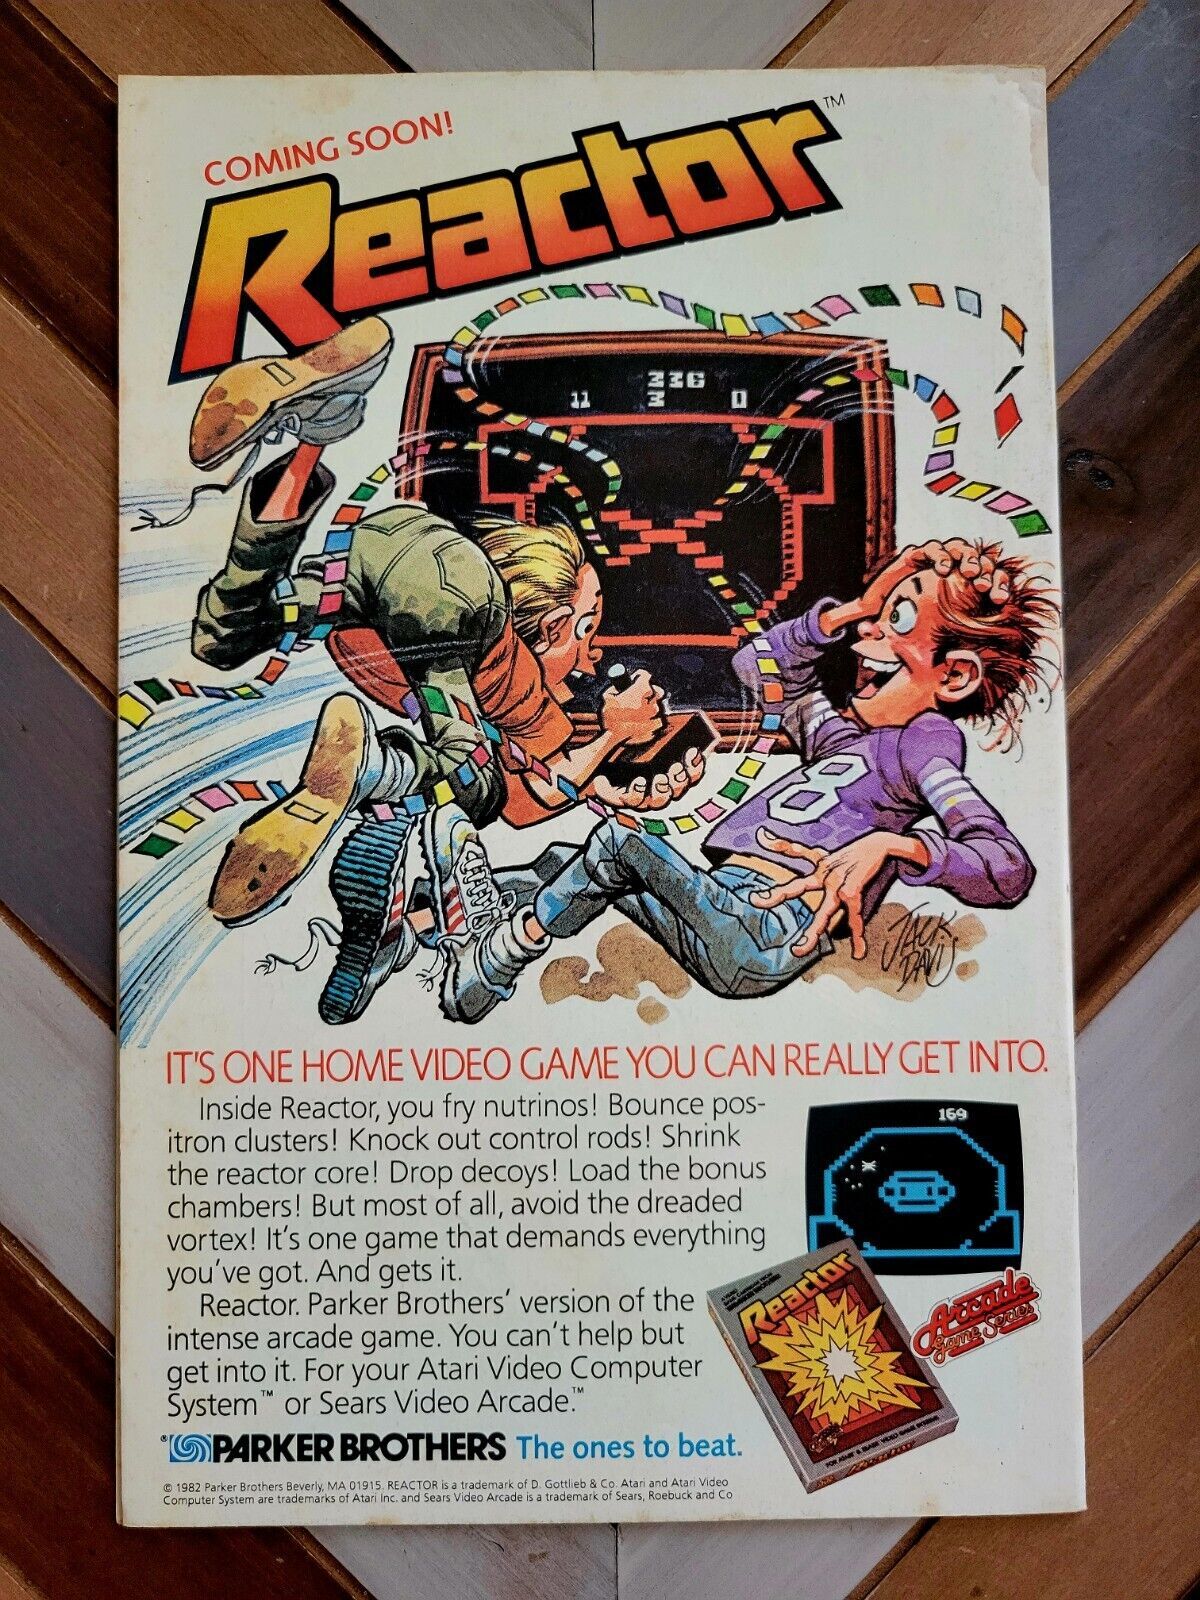 COMING SOON!
Reactor™
336
11 3 0
8
JACK
DAVIS
IT'S ONE HOME VIDEO GAME YOU CAN REALLY GET INTO.
Inside Reactor, you fry nutrinos! Bounce pos-
itron clusters! Knock out control rods! Shrink
the reactor core! Drop decoys! Load the bonus
chambers! But most of all, avoid the dreaded
vortex! It's one game that demands everything
you've got. And gets it.
Reactor. Parker Brothers' version of the
intense arcade game. You can't help but
get into it. For your Atari Video Computer
System™ or Sears Video Arcade.™
169
Reactor
Arcade
Game Series
® PARKER BROTHERS The ones to beat.
© 1982 Parker Brothers Beverly, MA 01915. REACTOR is a trademark of D. Gottlieb & Co. Atari and Atari Video
Computer System are trademarks of Atari Inc. and Sears Video Arcade is a trademark of Sears, Roebuck and Co